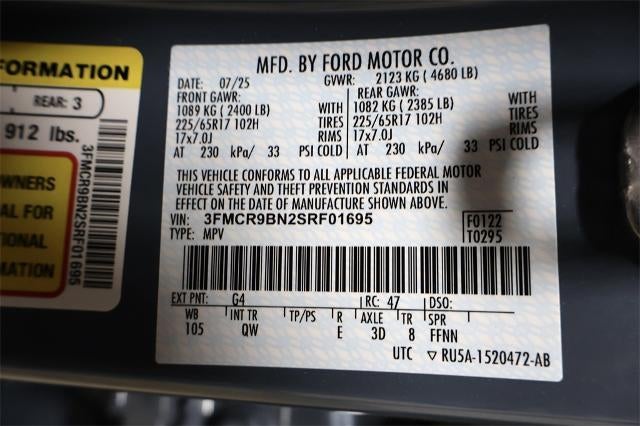 FORMATION
REAR: 3
912 lbs.
WNERS
AL FOR
TIONAL
MATION
3FMCR9BN2SRF01695
MFD. BY FORD MOTOR CO.
DATE: 07/25 GVWR: 2123 KG ( 4680 LB)
FRONT GAWR: REAR GAWR:
1089 KG ( 2400 LB) WITH 1082 KG ( 2385 LB) WITH
225/65R17 102H TIRES 225/65R17 102H TIRES
17x7.0J RIMS 17x7.0J RIMS
AT 230 kPa/ 33 PSI COLD AT 230 kPa/ 33 PSI COLD
THIS VEHICLE CONFORMS TO ALL APPLICABLE FEDERAL MOTOR
VEHICLE SAFETY AND THEFT PREVENTION STANDARDS IN
EFFECT ON THE DATE OF MANUFACTURE SHOWN ABOVE.
VIN: 3FMCR9BN2SRF01695 F0122
TYPE: MPV T0295
EXT PNT: G4 RC: 47 DSO:
WB INT TR TP/PS R AXLE TR SPR
105 QW E 3D 8 FFNN
UTC ▽ RU5A-1520472-AB